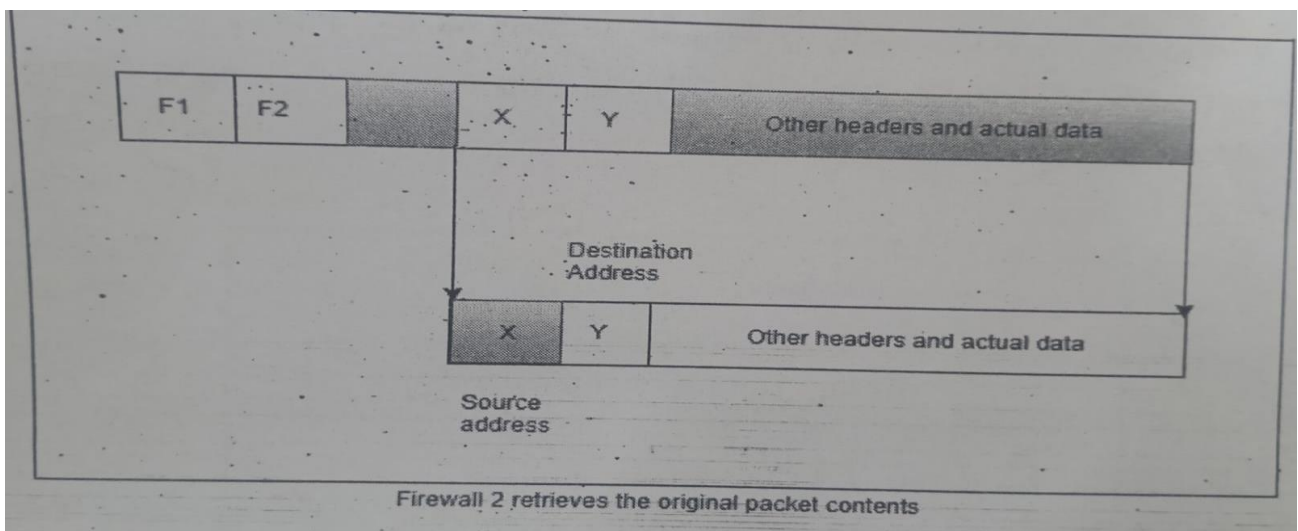 F1 F2 X Y Other headers and actual data
Destination
Address
X Y Other headers and actual data
Source
address
Firewall 2 retrieves the original packet contents